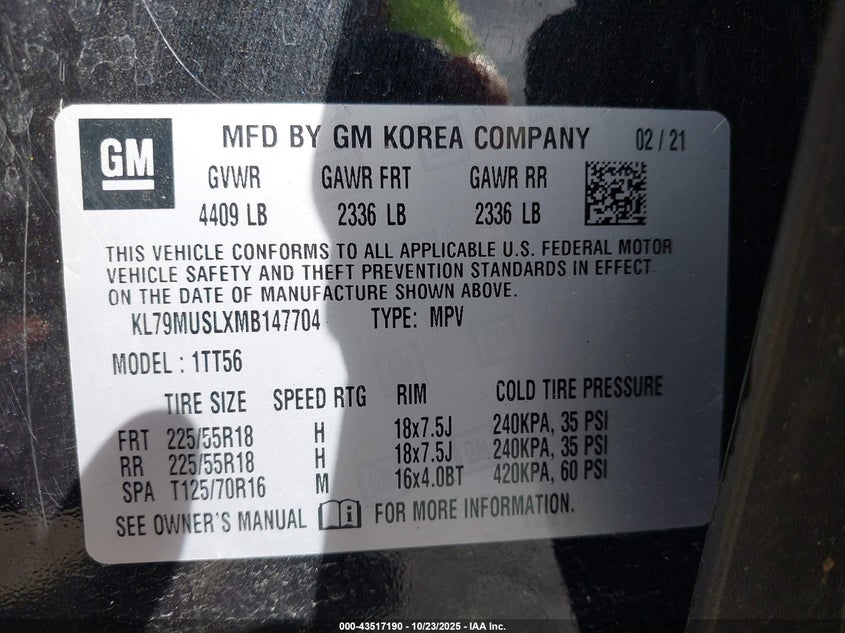 GM MFD BY GM KOREA COMPANY 02 / 21
GVWR GAWR FRT GAWR RR
4409 LB 2336 LB 2336 LB
THIS VEHICLE CONFORMS TO ALL APPLICABLE U.S. FEDERAL MOTOR
VEHICLE SAFETY AND THEFT PREVENTION STANDARDS IN EFFECT
ON THE DATE OF MANUFACTURE SHOWN ABOVE.
KL79MUSLXMB147704 TYPE: MPV
MODEL : 1TT56
TIRE SIZE SPEED RTG RIM COLD TIRE PRESSURE
FRT 225/55R18 H 18x7.5J 240KPA, 35 PSI
RR 225/55R18 H 18x7.5J 240KPA, 35 PSI
SPA T125/70R16 M 16x4.0BT 420KPA, 60 PSI
SEE OWNER'S MANUAL i FOR MORE INFORMATION.
000-43517190 - 10/23/2025 - IAA Inc.